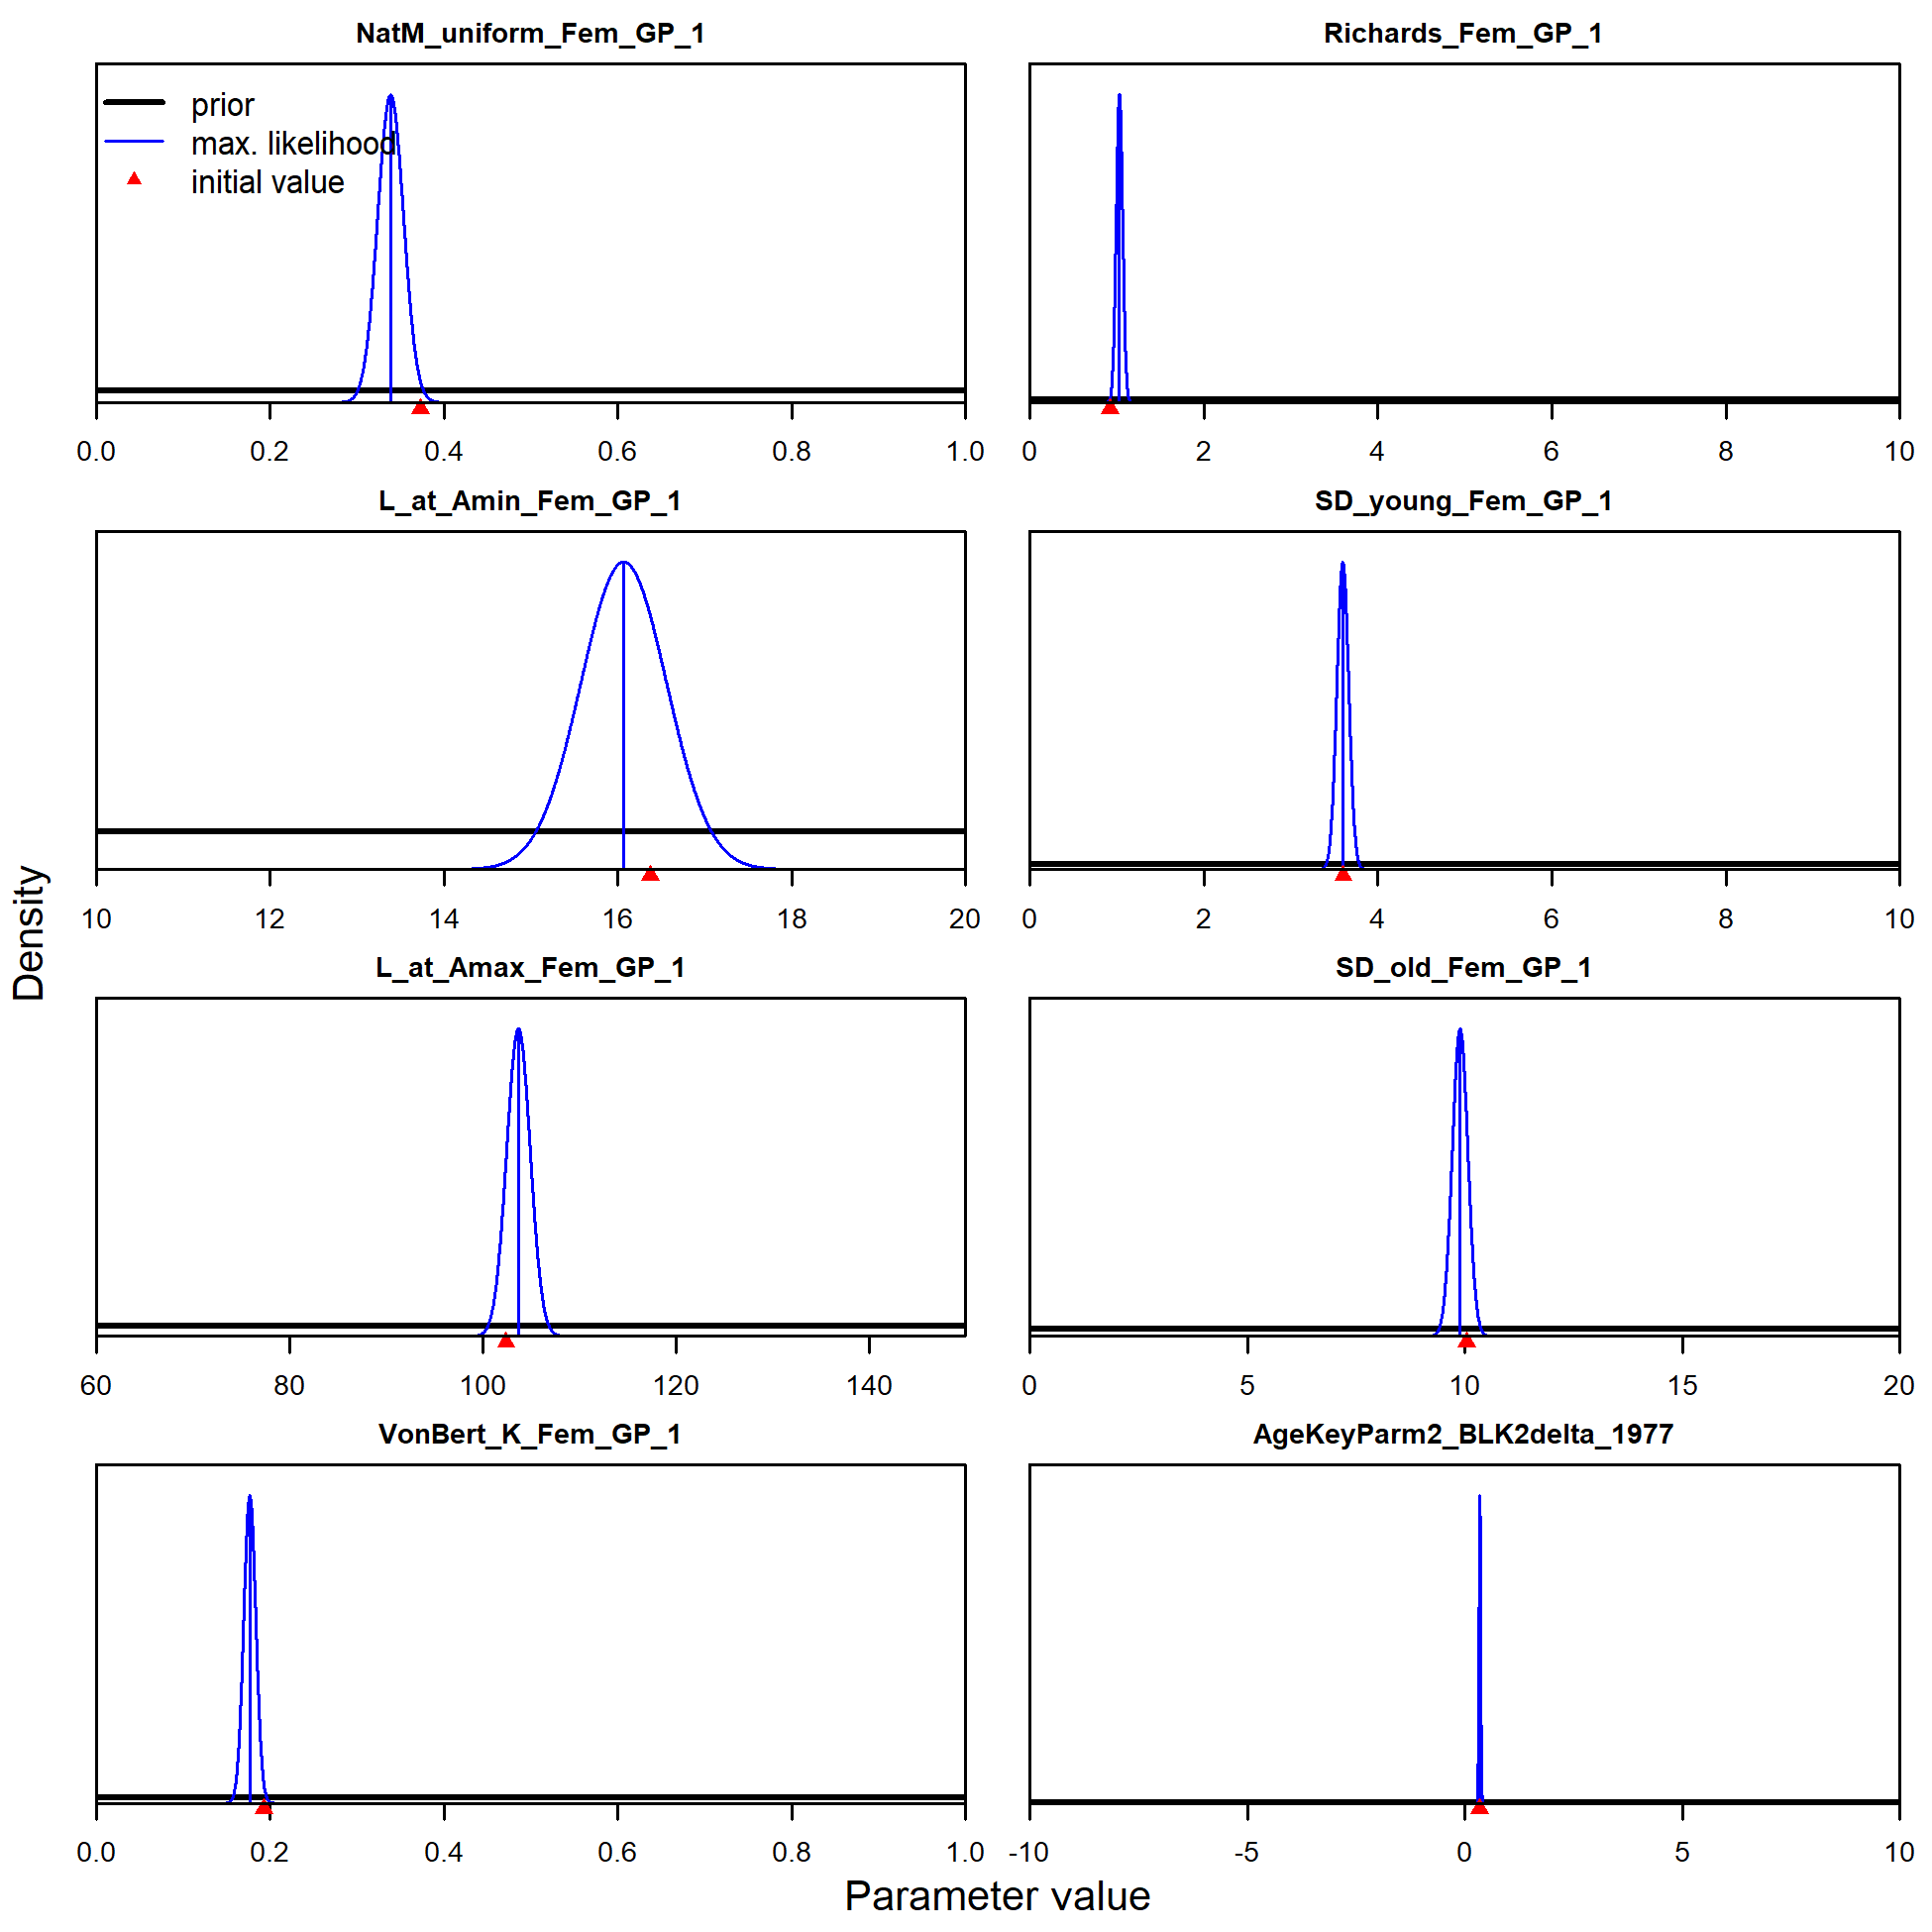 NatM_uniform_Fem_GP_1
prior
max. likelihood
initial value
0.0 0.2 0.4 0.6 0.8 1.0
Richards_Fem_GP_1
0 2 4 6 8 10
L_at_Amin_Fem_GP_1
10 12 14 16 18 20
SD_young_Fem_GP_1
0 2 4 6 8 10
L_at_Amax_Fem_GP_1
60 80 100 120 140
SD_old_Fem_GP_1
0 5 10 15 20
VonBert_K_Fem_GP_1
0.0 0.2 0.4 0.6 0.8 1.0
AgeKeyParm2_BLK2delta_1977
-10 -5 0 5 10
Density
Parameter value